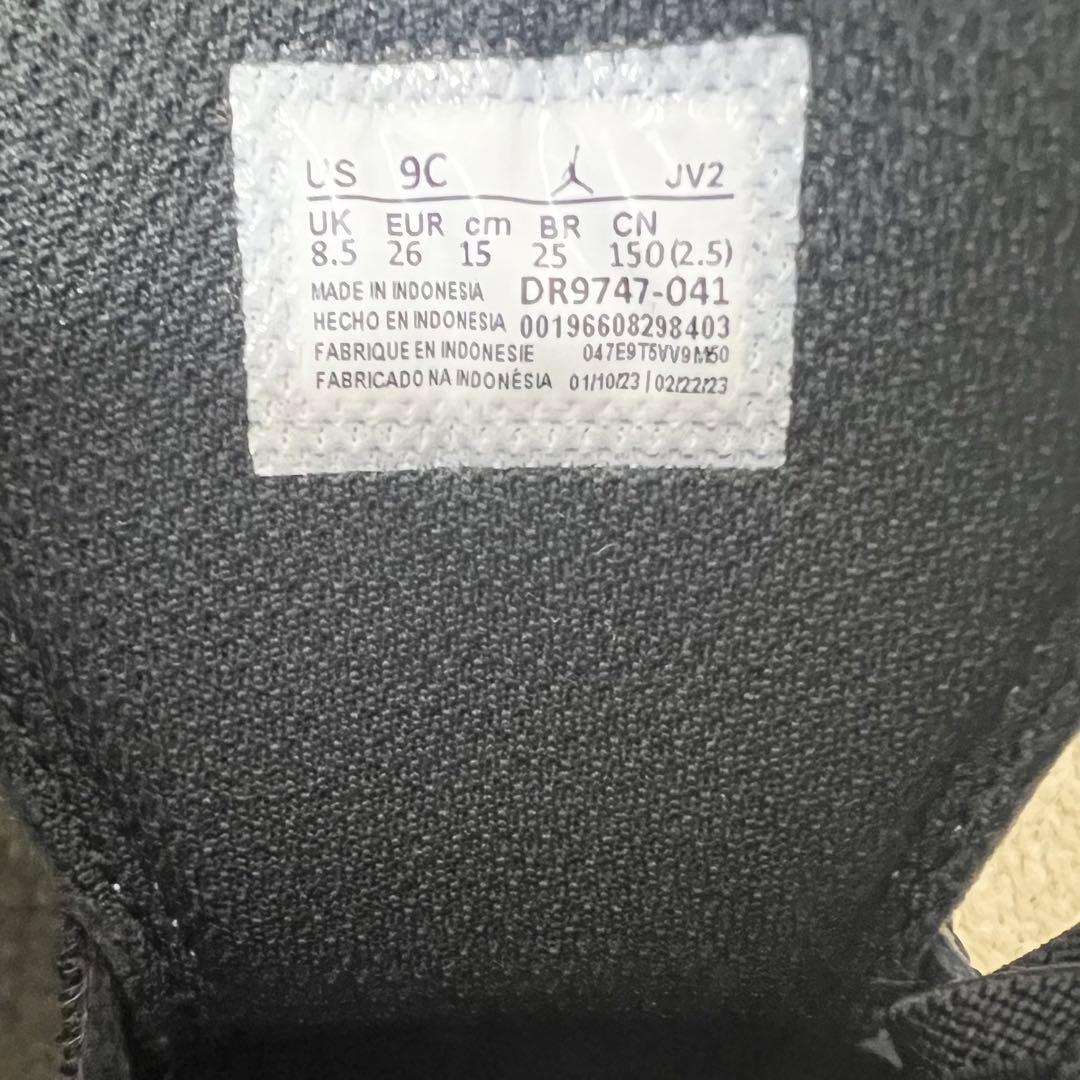 US 9C JV2
UK EUR cm BR CN
8.5 26 15 25 150(2.5)
MADE IN INDONESIA DR9747-041
HECHO EN INDONESIA 00196608298403
FABRIQUE EN INDONESIE
FABRICADO NA INDONÉSIA 01/10/23 | 02/22/23